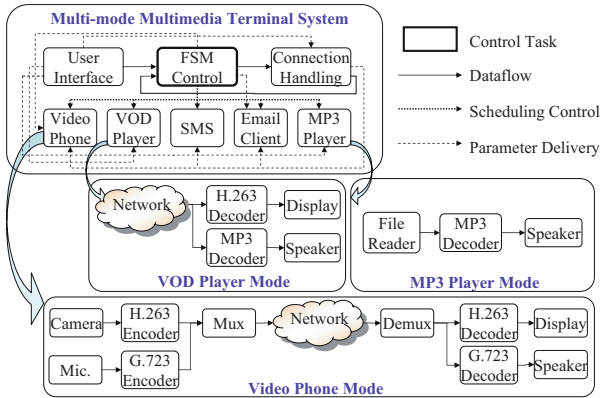 Multi-mode Multimedia Terminal System
User
Interface
FSM
Control
Connection
Handling
Control Task
Dataflow
Scheduling Control
Parameter Delivery
Video
Phone
VOD
Player
SMS
Email
Client
MP3
Player
Network
H.263
Decoder
Display
MP3
Decoder
Speaker
VOD Player Mode
File
Reader
MP3
Decoder
Speaker
MP3 Player Mode
Camera
H.263
Encoder
Mux
Network
Demux
H.263
Decoder
Display
Mic.
G.723
Encoder
G.723
Decoder
Speaker
Video Phone Mode